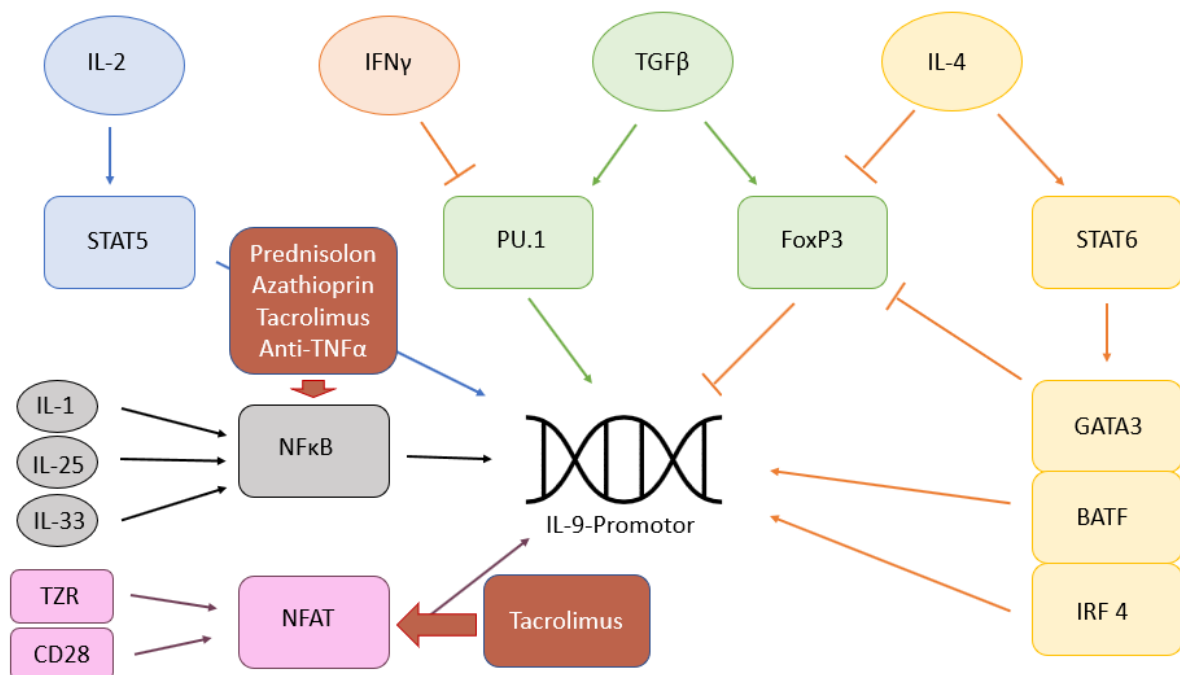 IL-2
IFNγ
TGFβ
IL-4
STAT5
PU.1
FoxP3
STAT6
Prednisolon
Azathioprin
Tacrolimus
Anti-TNFα
IL-1
IL-25
IL-33
NFκB
GATA3
BATF
IRF 4
IL-9-Promotor
TZR
CD28
NFAT
Tacrolimus